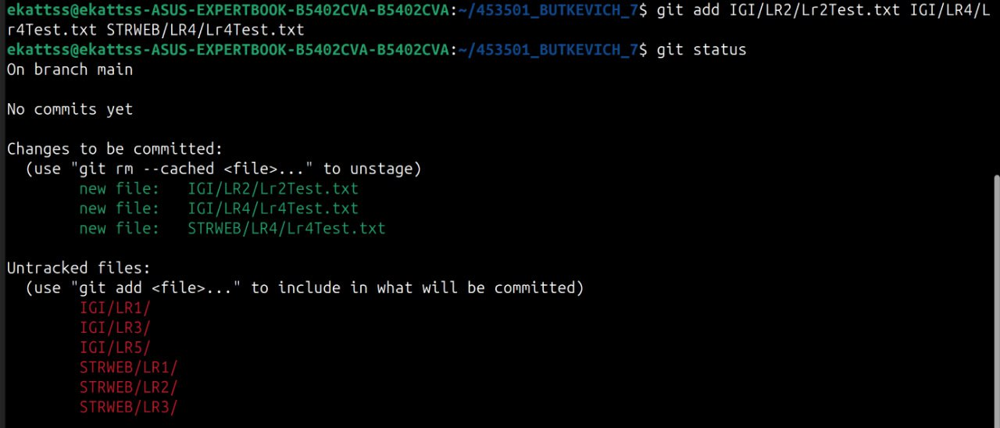 ekattss@ekattss-ASUS-EXPERTBOOK-B5402CVA-B5402CVA:~/453501_BUTKEVICH_7$ git add IGI/LR2/Lr2Test.txt IGI/LR4/L
r4Test.txt STRWEB/LR4/Lr4Test.txt
ekattss@ekattss-ASUS-EXPERTBOOK-B5402CVA-B5402CVA:~/453501_BUTKEVICH_7$ git status
On branch main
No commits yet
Changes to be committed:
(use "git rm --cached <file>..." to unstage)
new file: IGI/LR2/Lr2Test.txt
new file: IGI/LR4/Lr4Test.txt
new file: STRWEB/LR4/Lr4Test.txt
Untracked files:
(use "git add <file>..." to include in what will be committed)
IGI/LR1/
IGI/LR3/
IGI/LR5/
STRWEB/LR1/
STRWEB/LR2/
STRWEB/LR3/